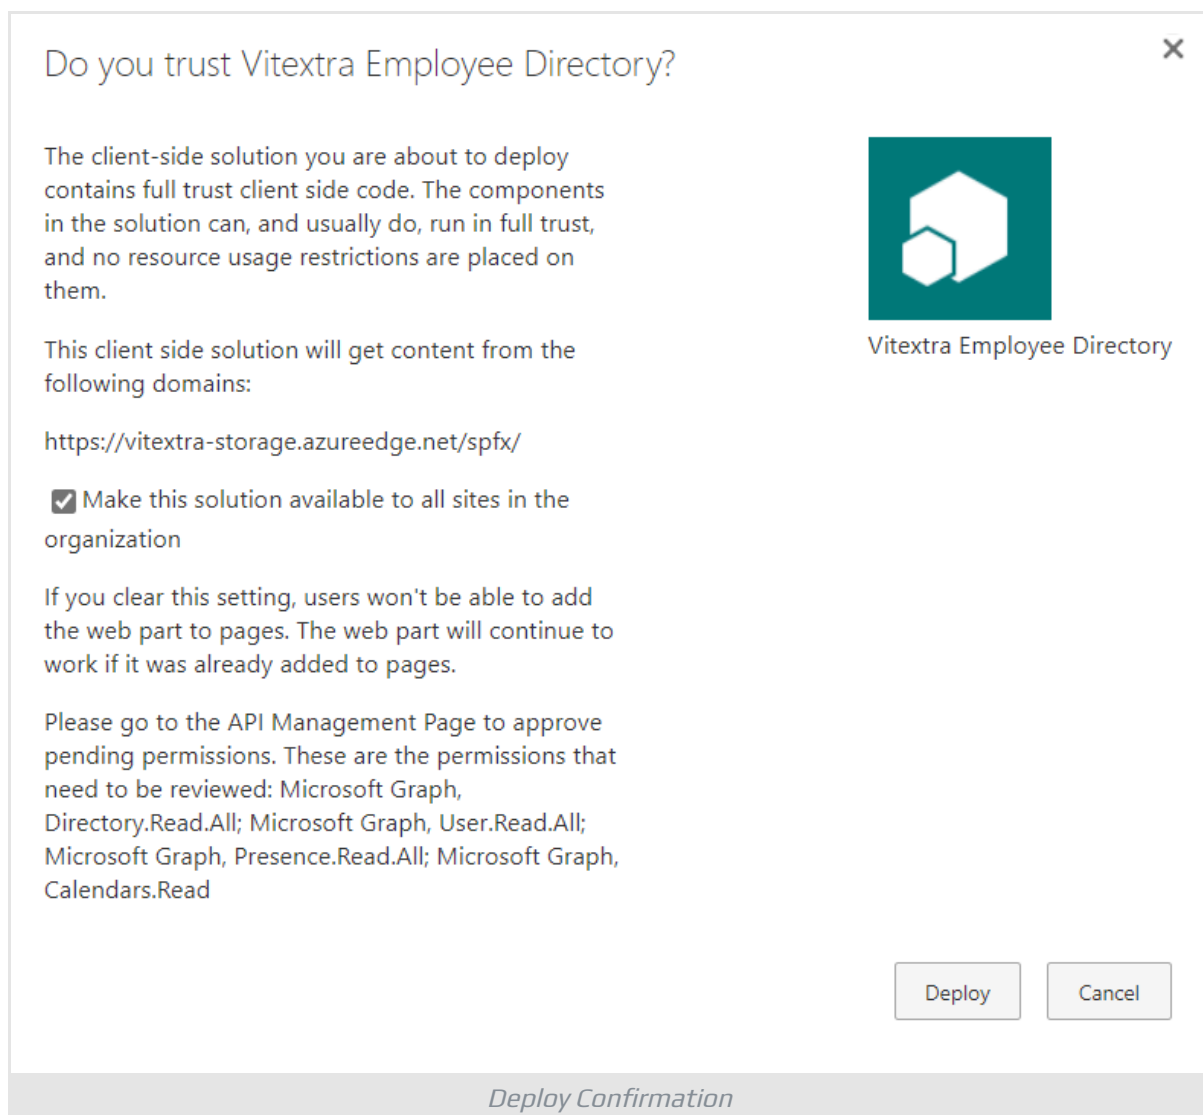 Do you trust Vitextra Employee Directory?
The client-side solution you are about to deploy
contains full trust client side code. The components
in the solution can, and usually do, run in full trust,
and no resource usage restrictions are placed on
them.
This client side solution will get content from the
following domains:
https://vitextra-storage.azureedge.net/spfx/
Make this solution available to all sites in the
organization
If you clear this setting, users won't be able to add
the web part to pages. The web part will continue to
work if it was already added to pages.
Please go to the API Management Page to approve
pending permissions. These are the permissions that
need to be reviewed: Microsoft Graph,
Directory.Read.All; Microsoft Graph, User.Read.All;
Microsoft Graph, Presence.Read.All; Microsoft Graph,
Calendars.Read
Vitextra Employee Directory
Deploy
Cancel
Deploy Confirmation